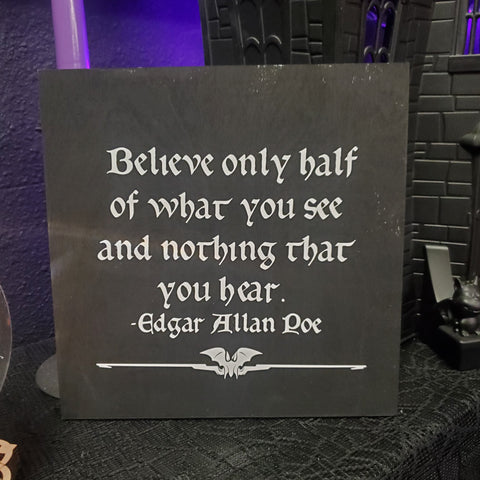 Believe only half
of what you see
and nothing that
you hear.
-Edgar Allan Poe